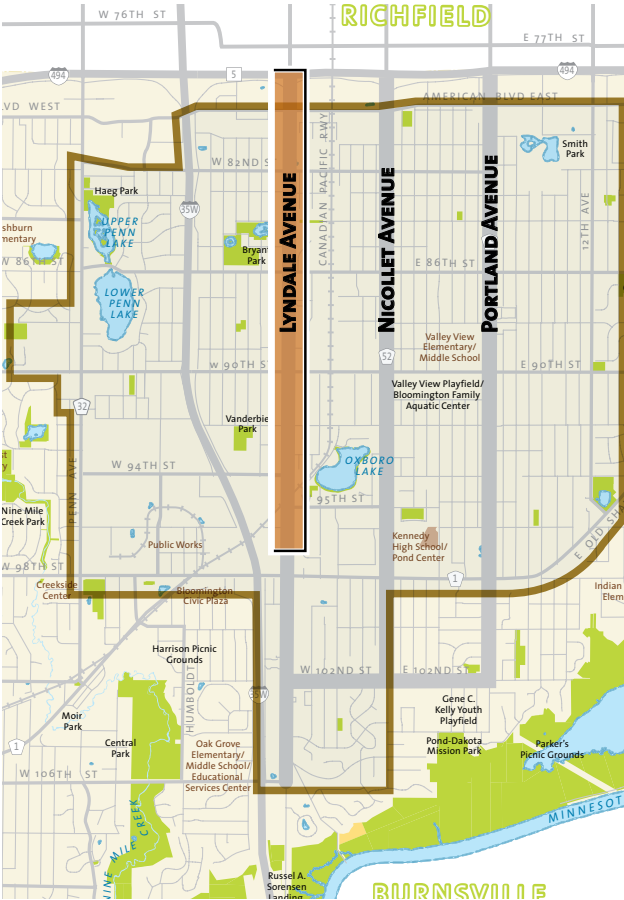 RICHFIELD
W 76TH ST
E 77TH ST
494
5
494
LVD WEST
AMERICAN BLVD EAST
W 82ND S
Smith
Park
Haeg Park
35W
CANADIAN PACIFIC RWY
12TH AVE
LYNDALE AVENUE
NICOLLET AVENUE
PORTLAND AVENUE
UPPER
PENN
LAKE
shburn
mentary
W 86TH ST
Bryan
Park
E 86TH ST
LOWER
PENN
LAKE
Valley View
Elementary/
Middle School
52
W 90TH ST
E 90TH ST
Valley View Playfield/
Bloomington Family
Aquatic Center
32
Vanderbie
Park
PENN AVE
W 94TH ST
OXBORO
LAKE
st
y
95TH ST
Nine Mile
Creek Park
Public Works
Kennedy
High School/
Pond Center
E OLD SHA
W 98TH ST
1
Creekside
Center
Bloomington
Civic Plaza
Indian
Elem
Harrison Picnic
Grounds
W 102ND ST
E 102ND ST
HUMBOLDT
35W
Gene C.
Kelly Youth
Playfield
Moir
Park
1
Central
Park
Oak Grove
Elementary/
Middle School/
Educational
Services Center
Pond-Dakota
Mission Park
Parker's
Picnic Grounds
W 106TH ST
NINE MILE CREEK
MINNESOT
Russel A.
Sorensen
Landing
BURNSVILLE